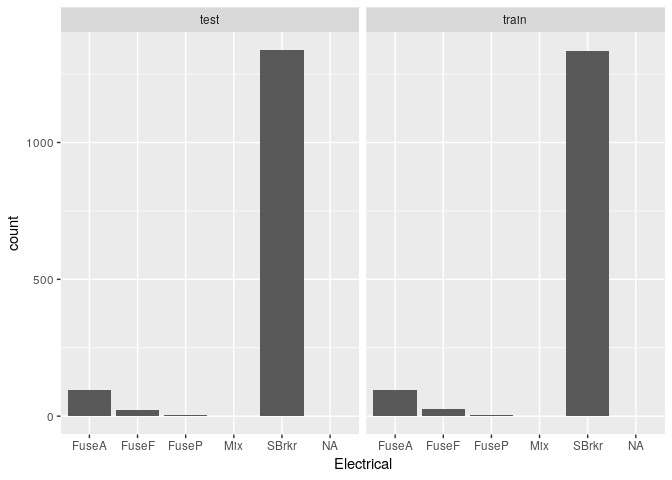 test train
count
1000
500
0
FuseA FuseF FuseP Mix SBrkr NA FuseA FuseF FuseP Mix SBrkr NA
Electrical